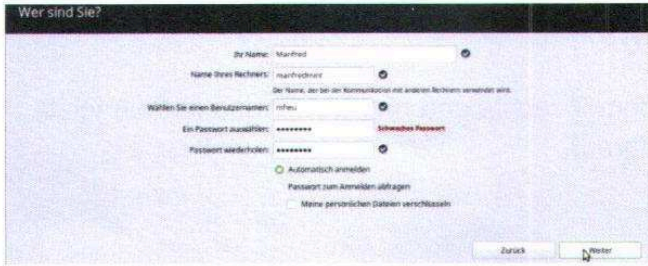 Wer sind Sie?
Ihr Name: Manfred
Name Ihres Rechners: manfredmint
Der Name, der bei der Kommunikation mit anderen Rechnern verwendet wird.
Wählen Sie einen Benutzernamen:
Ein Passwort auswählen: ●●●●●●●● Schwaches Passwort
Passwort wiederholen: ●●●●●●●●
Automatisch anmelden
Passwort zum Anmelden abfragen
Meine persönlichen Dateien verschlüsseln
Zurück Weiter